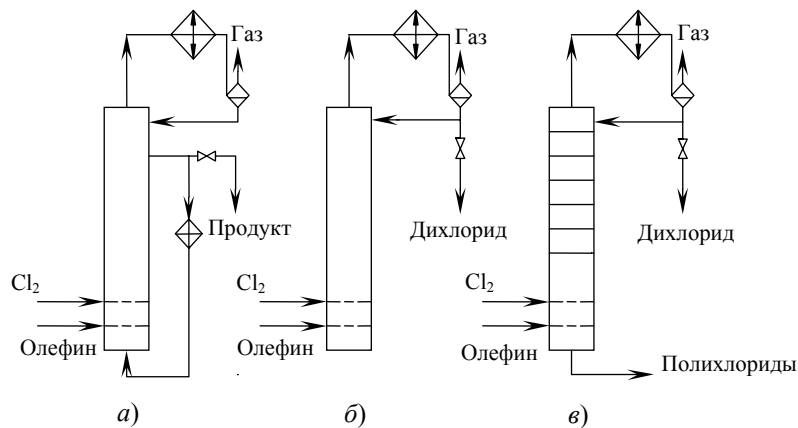 Газ
Газ
Газ
Продукт
Дихлорид
Дихлорид
Cl₂
Cl₂
Cl₂
Олефин
Олефин
Олефин
Полихлориды
а)
б)
в)